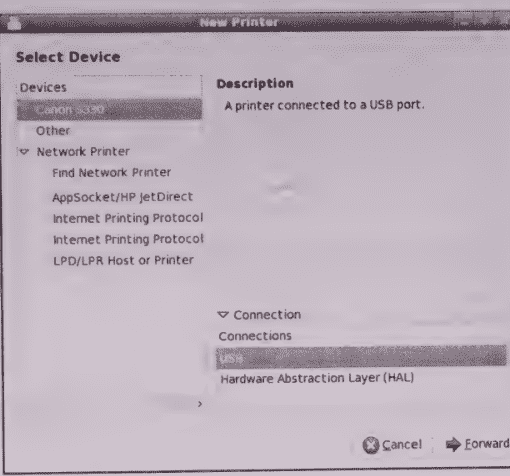 New Printer
Select Device
Devices
Canon S390
Other
Network Printer
Find Network Printer
AppSocket/HP JetDirect
Internet Printing Protocol
Internet Printing Protocol
LPD/LPR Host or Printer
Description
A printer connected to a USB port.
Connection
Connections
USB
Hardware Abstraction Layer (HAL)
Cancel
Forward